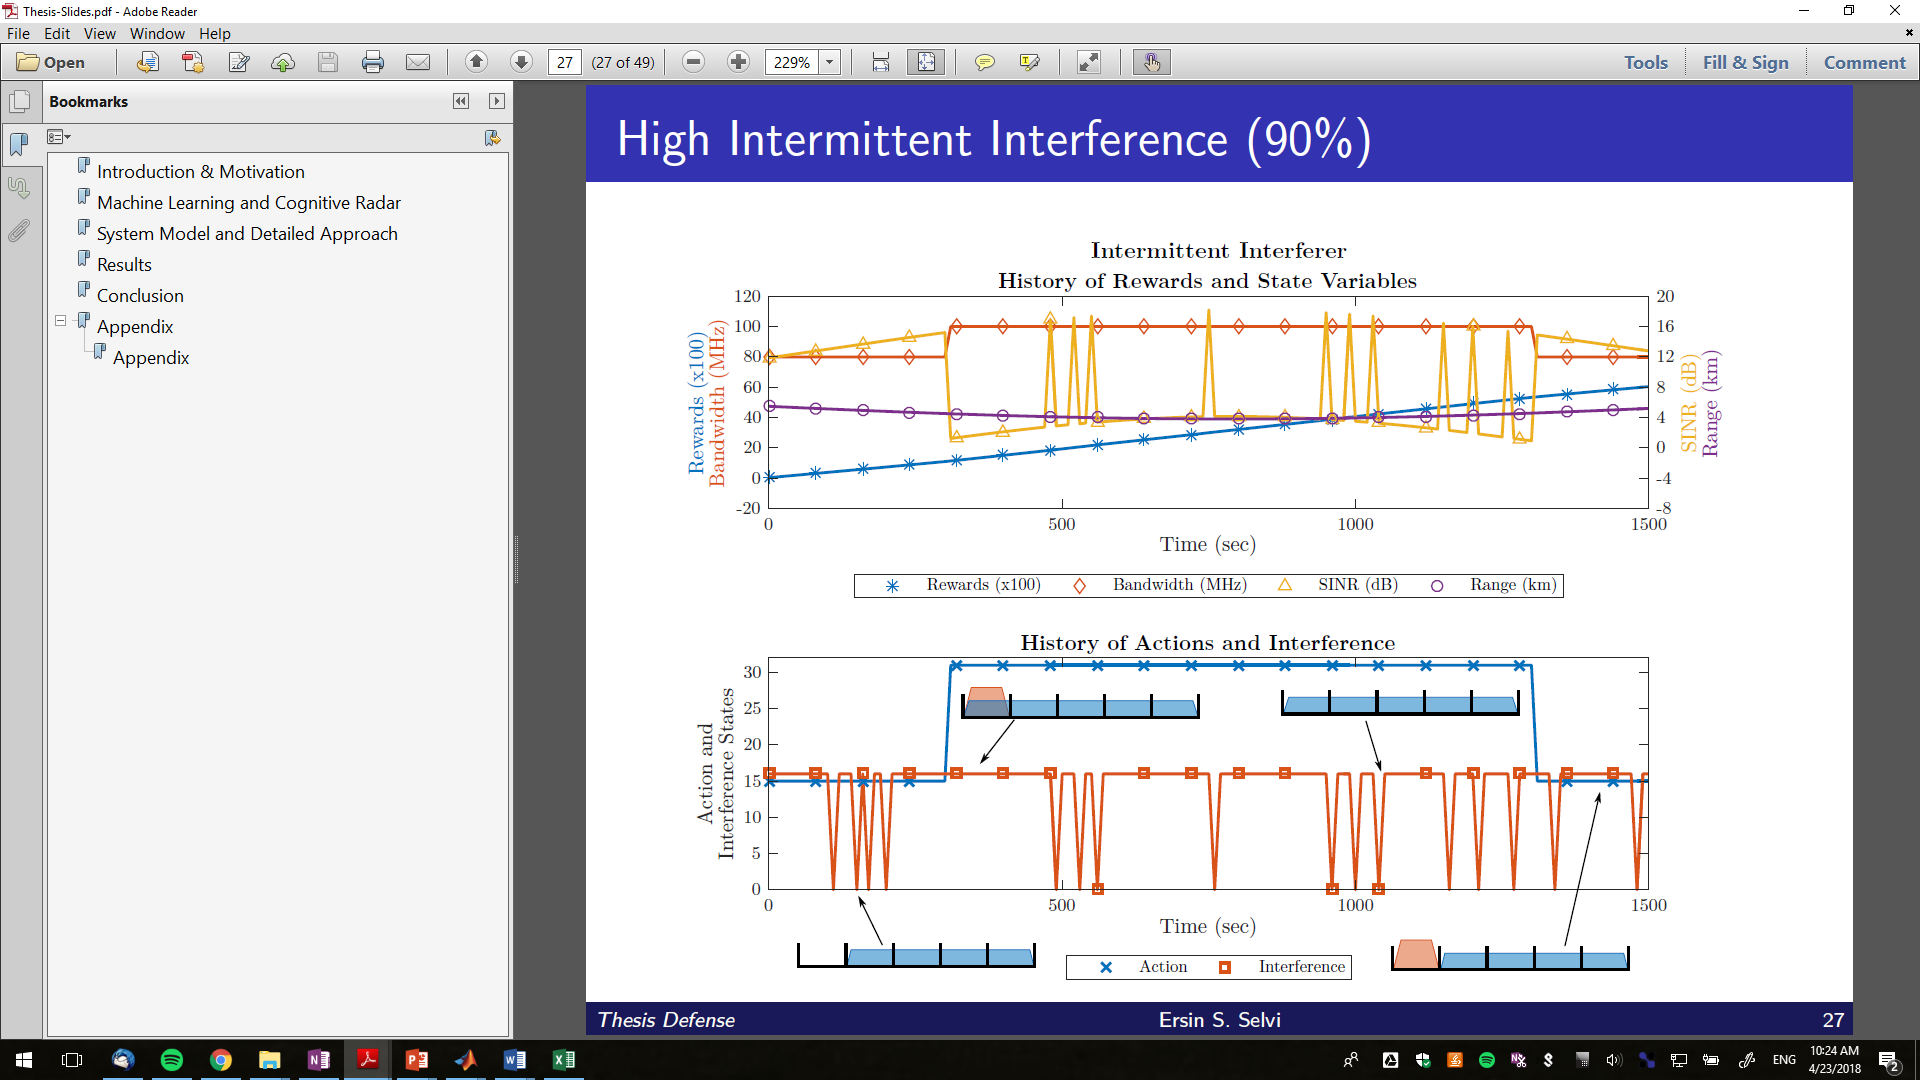 Thesis-Slides.pdf - Adobe Reader
File Edit View Window Help
Open 27 (27 of 49) 229% Tools Fill & Sign Comment
Bookmarks
Introduction & Motivation
Machine Learning and Cognitive Radar
System Model and Detailed Approach
Results
Conclusion
Appendix
Appendix
High Intermittent Interference (90%)
Intermittent Interferer
History of Rewards and State Variables
Rewards (x100)
Bandwidth (MHz)
120
100
80
60
40
20
0
-20
20
16
12
8
4
0
-4
-8
SINR (dB)
Range (km)
0 500 1000 1500
Time (sec)
Rewards (x100) Bandwidth (MHz) SINR (dB) Range (km)
History of Actions and Interference
Action and
Interference States
30
25
20
15
10
5
0
0 500 1000 1500
Time (sec)
Action Interference
Thesis Defense Ersin S. Selvi 27
ENG 10:24 AM
4/23/2018
2